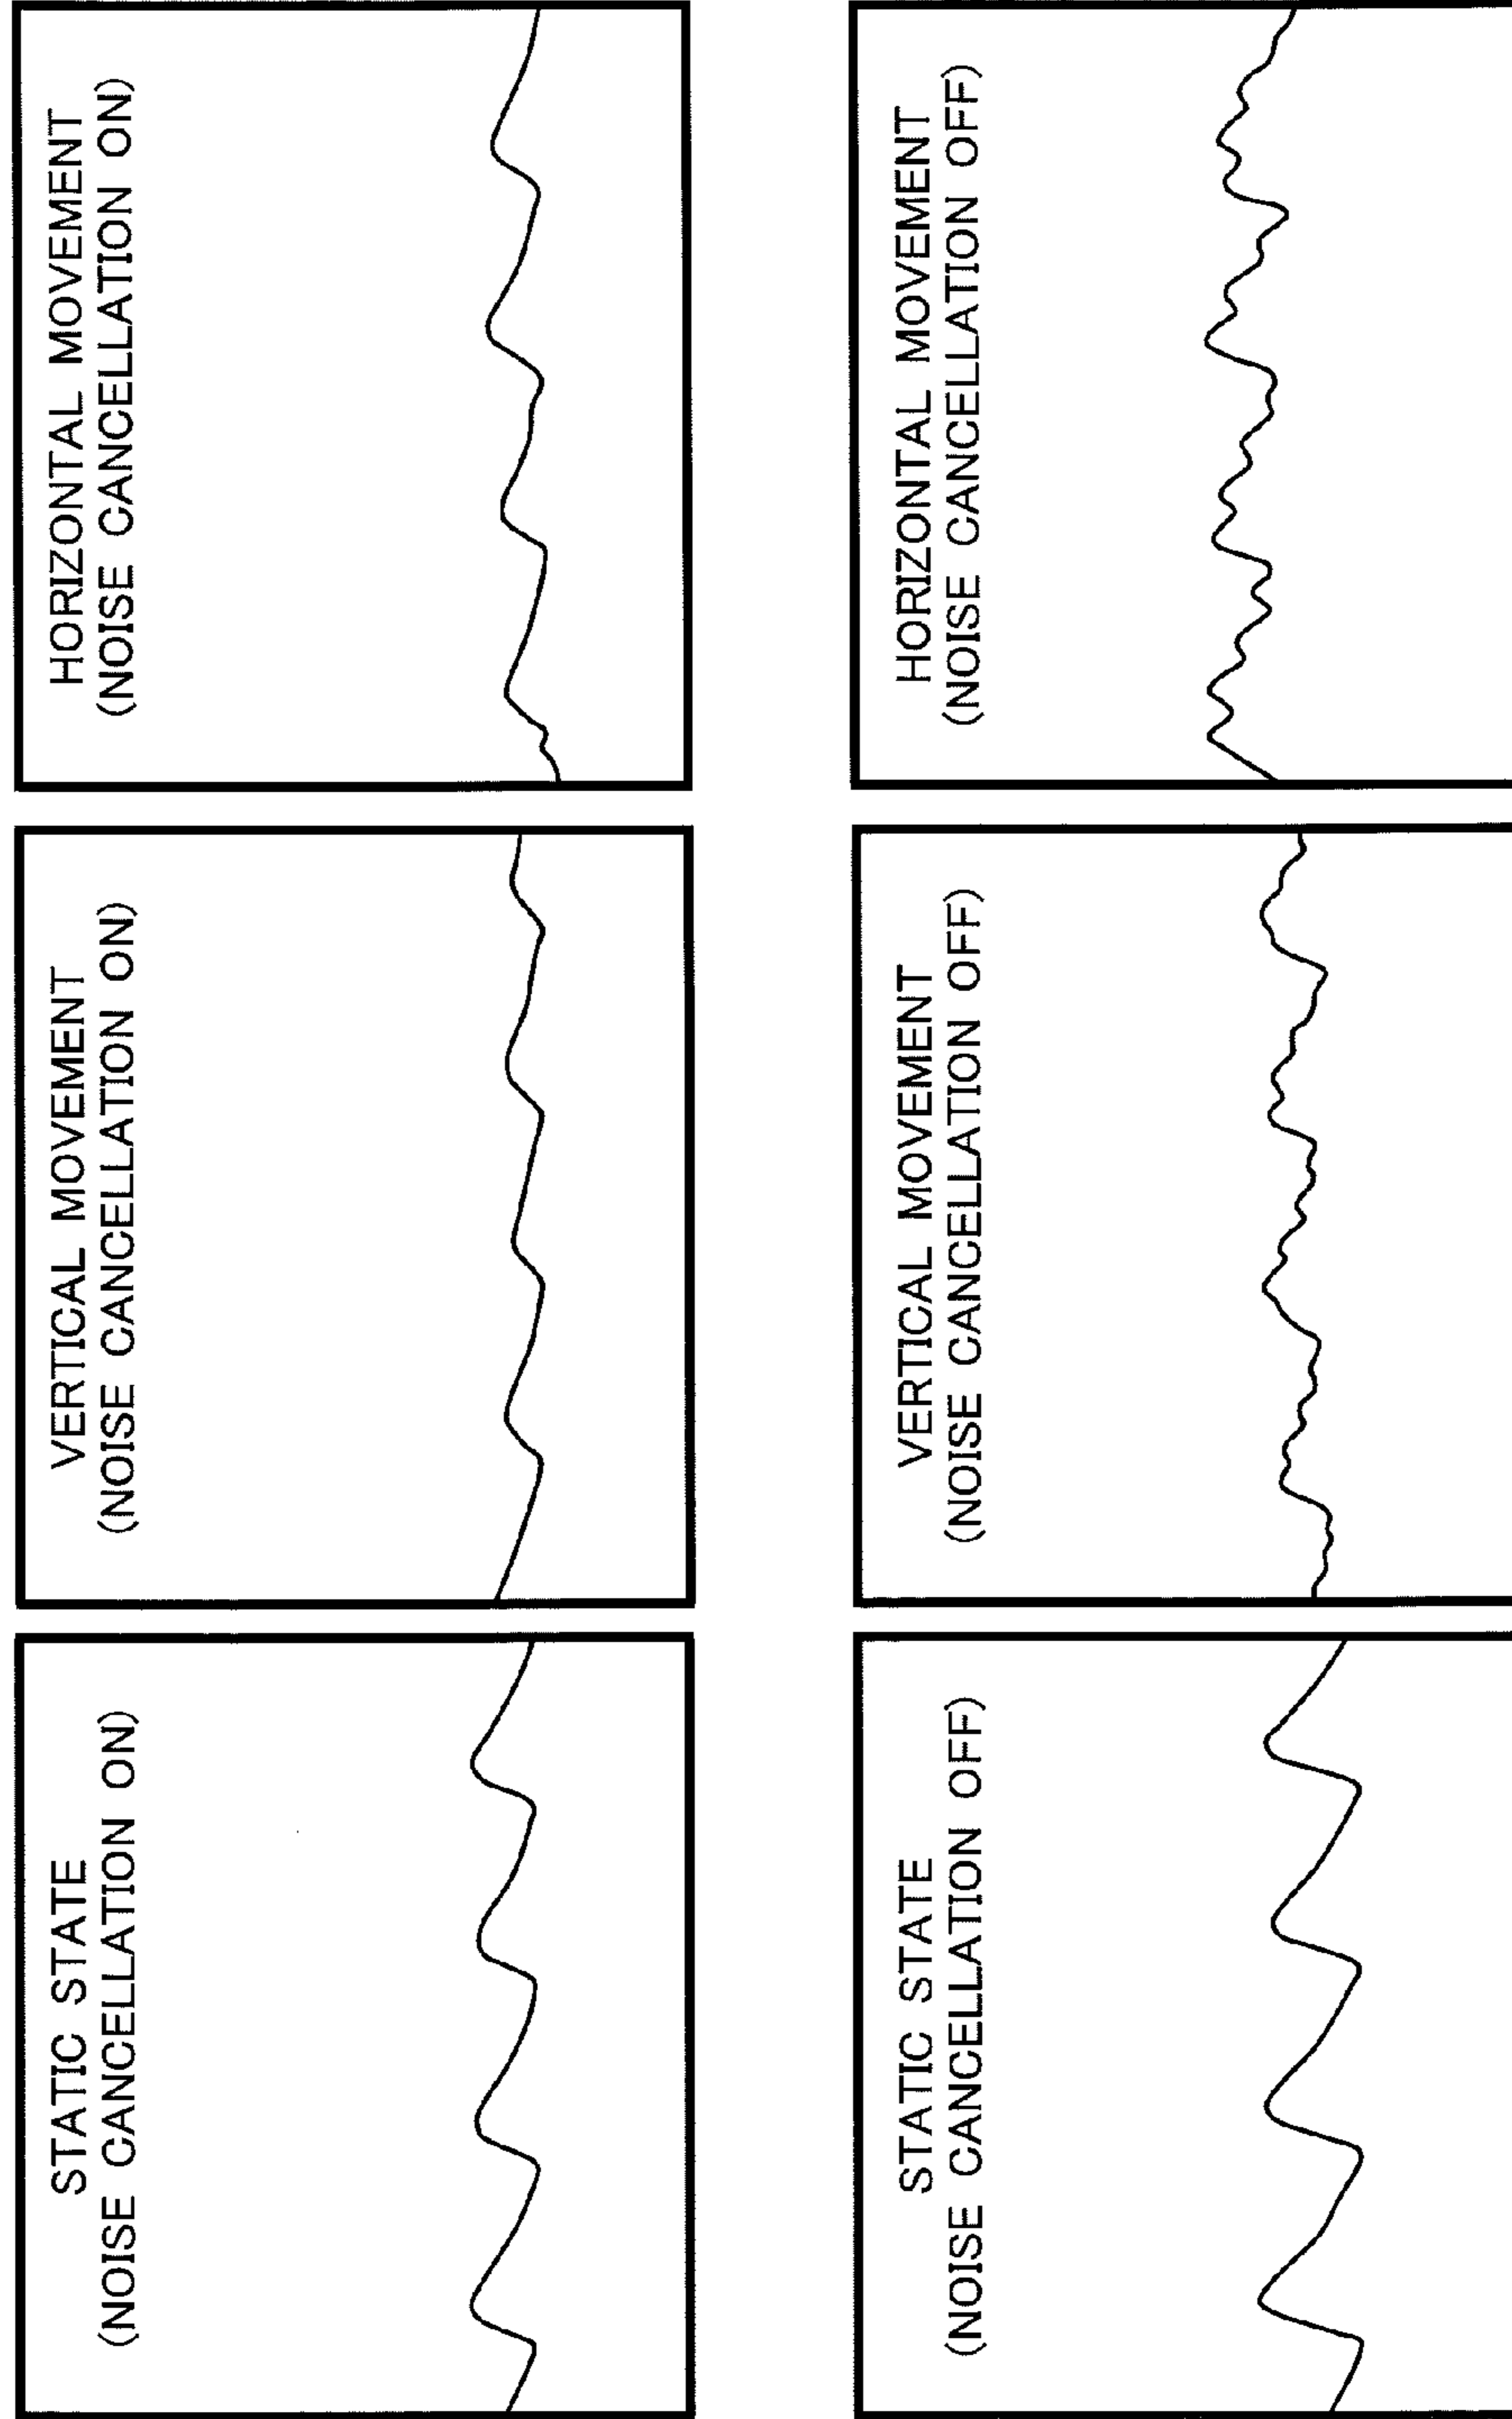 STATIC STATE
(NOISE CANCELLATION ON)
VERTICAL MOVEMENT
(NOISE CANCELLATION ON)
HORIZONTAL MOVEMENT
(NOISE CANCELLATION ON)
STATIC STATE
(NOISE CANCELLATION OFF)
VERTICAL MOVEMENT
(NOISE CANCELLATION OFF)
HORIZONTAL MOVEMENT
(NOISE CANCELLATION OFF)